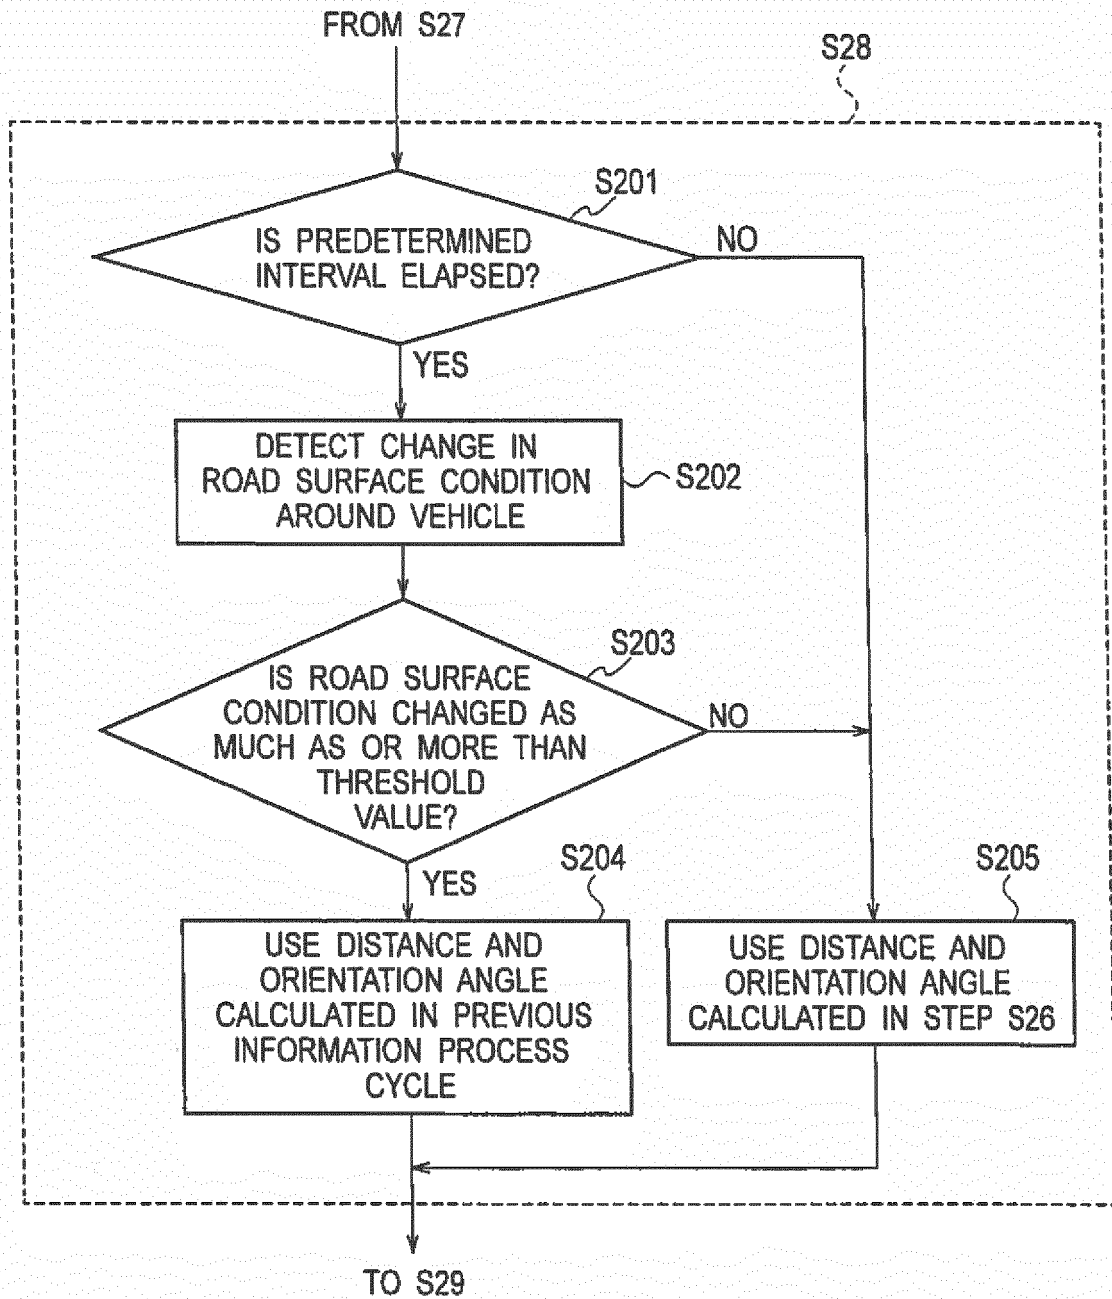 FROM S27
S28
S201
IS PREDETERMINED
INTERVAL ELAPSED?
NO
YES
DETECT CHANGE IN
ROAD SURFACE CONDITION
AROUND VEHICLE
S202
S203
IS ROAD SURFACE
CONDITION CHANGED AS
MUCH AS OR MORE THAN
THRESHOLD
VALUE?
NO
YES
S204
USE DISTANCE AND
ORIENTATION ANGLE
CALCULATED IN PREVIOUS
INFORMATION PROCESS
CYCLE
S205
USE DISTANCE AND
ORIENTATION ANGLE
CALCULATED IN STEP S26
TO S29